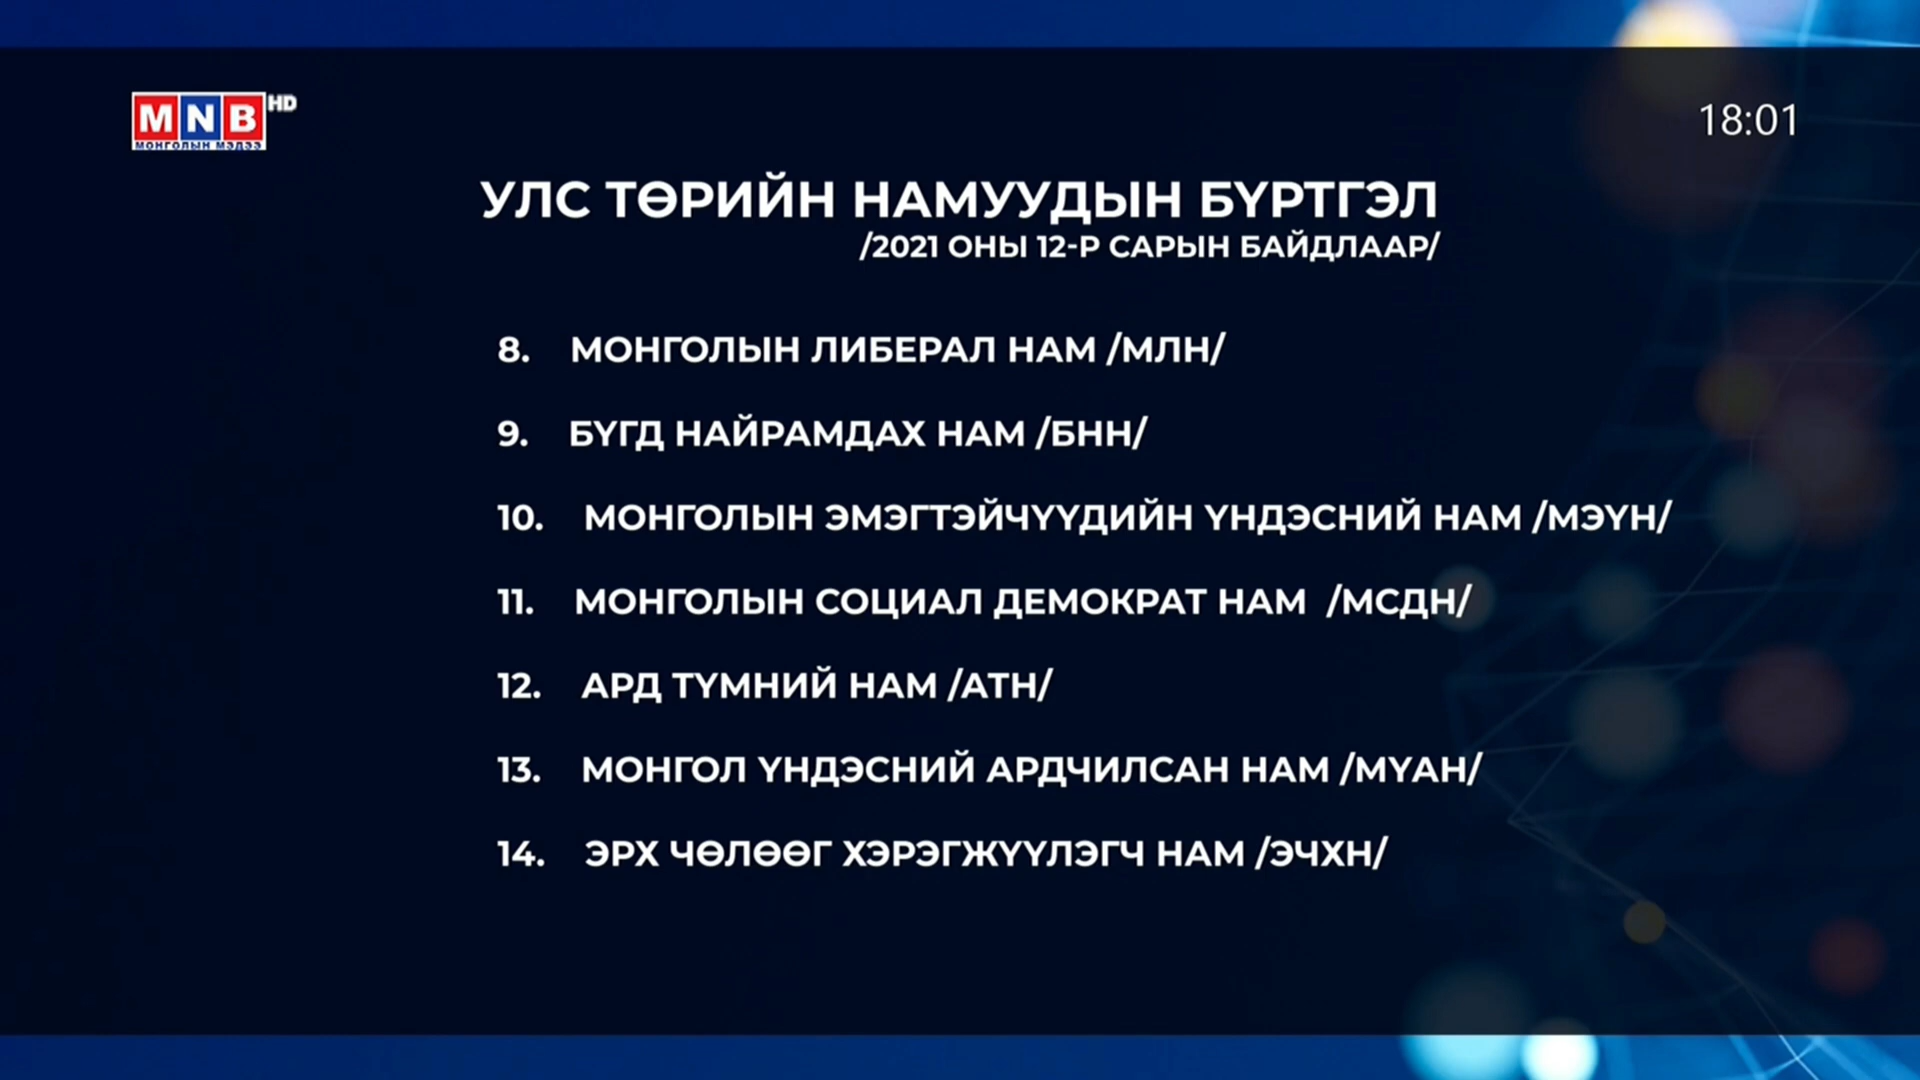 MNB HD
МОНГОЛЫН МЭДЭЭ
18:01
УЛС ТӨРИЙН НАМУУДЫН БҮРТГЭЛ
/2021 ОНЫ 12-Р САРЫН БАЙДЛААР/
8. МОНГОЛЫН ЛИБЕРАЛ НАМ /МЛН/
9. БҮГД НАЙРАМДАХ НАМ /БНН/
10. МОНГОЛЫН ЭМЭГТЭЙЧҮҮДИЙН ҮНДЭСНИЙ НАМ /МЭҮН/
11. МОНГОЛЫН СОЦИАЛ ДЕМОКРАТ НАМ /МСДН/
12. АРД ТҮМНИЙ НАМ /АТН/
13. МОНГОЛ ҮНДЭСНИЙ АРДЧИЛСАН НАМ /МҮАН/
14. ЭРХ ЧӨЛӨӨГ ХЭРЭГЖҮҮЛЭГЧ НАМ /ЭЧХН/